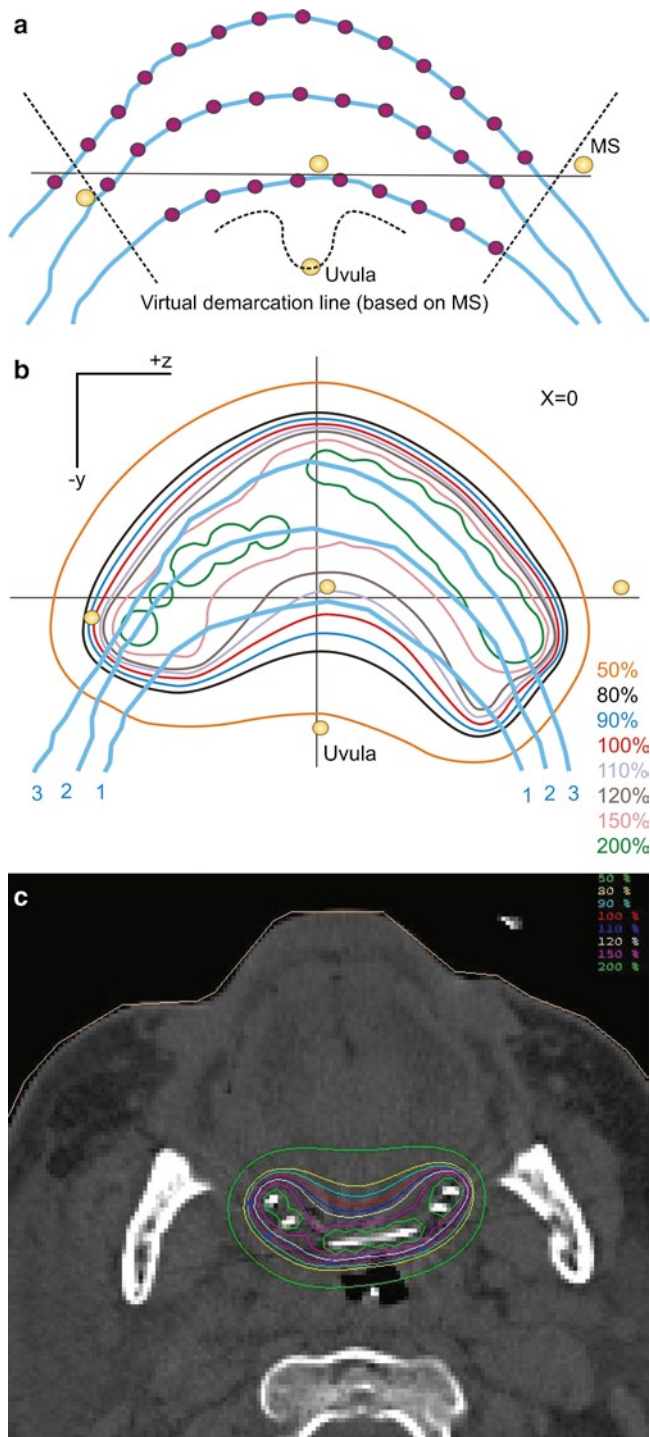 a
MS
Uvula
Virtual demarcation line (based on MS)
b
+z
X=0
-y
50%
80%
90%
100%
110%
120%
150%
200%
Uvula
3 2 1
1 2 3
c
50 %
80 %
90 %
100 %
110 %
120 %
150 %
200 %